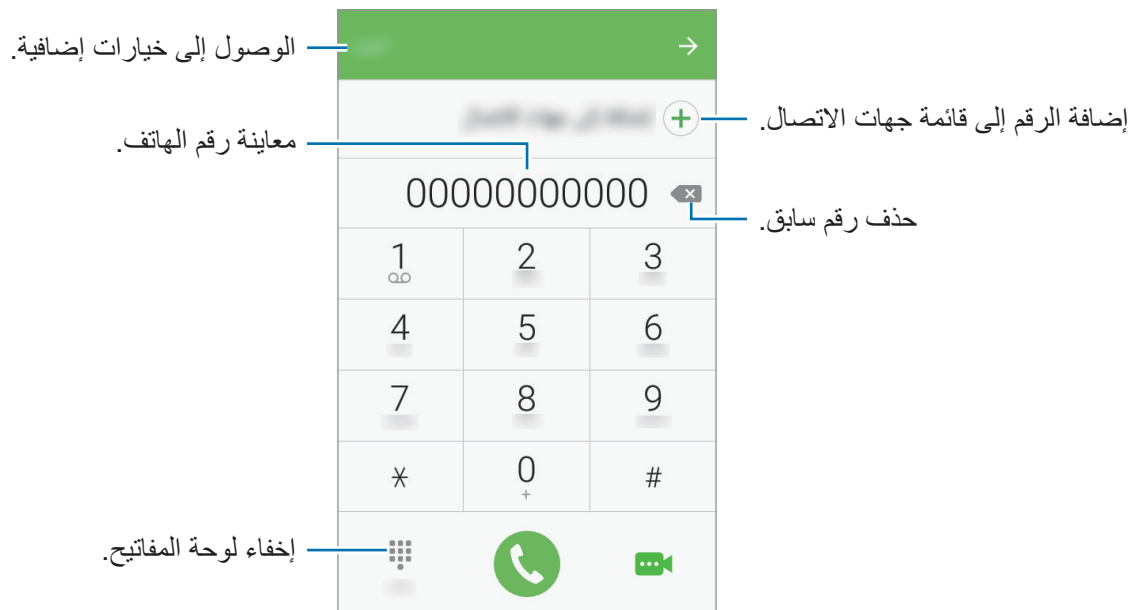 الوصول إلى خيارات إضافية.
إضافة الرقم إلى قائمة جهات الاتصال.
معاينة رقم الهاتف.
00000000000
حذف رقم سابق.
1 2 3
4 5 6
7 8 9
* 0 #
+
إخفاء لوحة المفاتيح.